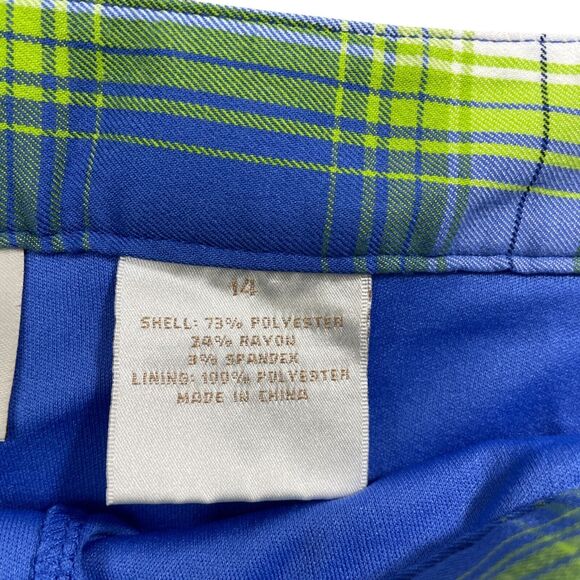 14
SHELL: 73% POLYESTER
24% RAYON
3% SPANDEX
LINING: 100% POLYESTER
MADE IN CHINA